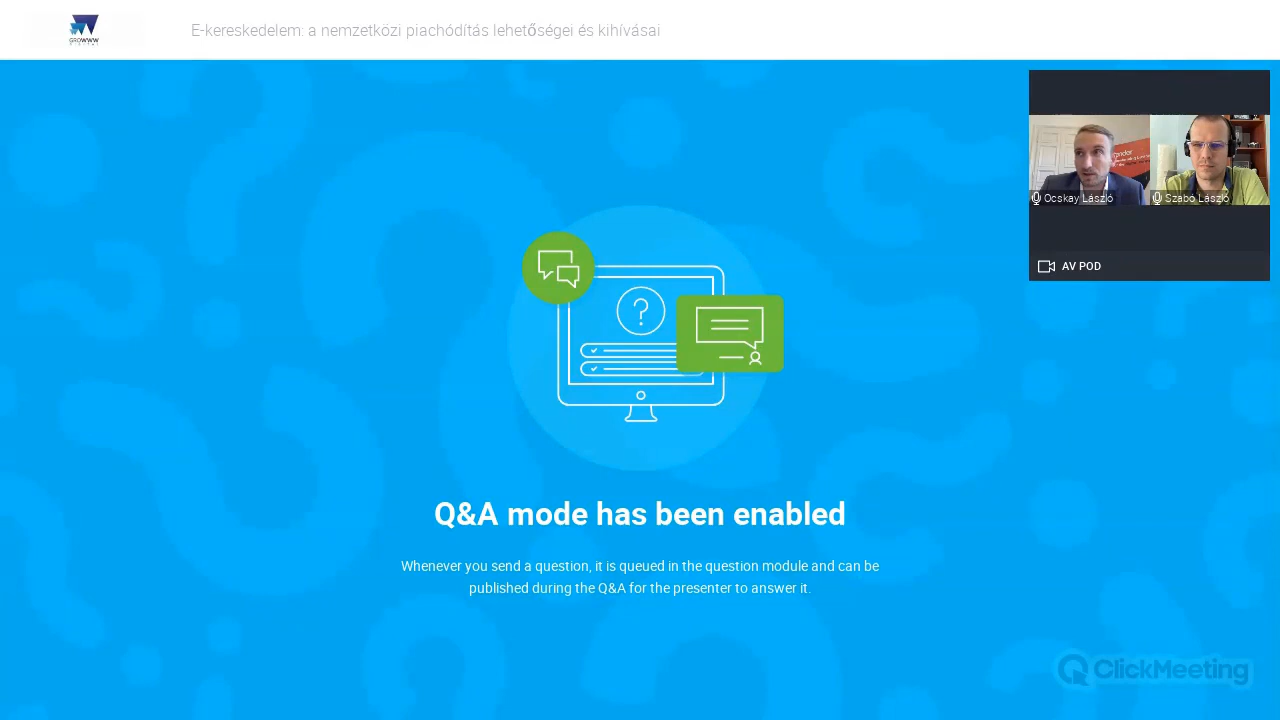 GROWWW
DIGITAL
E-kereskedelem: a nemzetközi piachódítás lehetőségei és kihívásai
Ocskay László
Szabó László
AV POD
Q&A mode has been enabled
Whenever you send a question, it is queued in the question module and can be
published during the Q&A for the presenter to answer it.
ClickMeeting